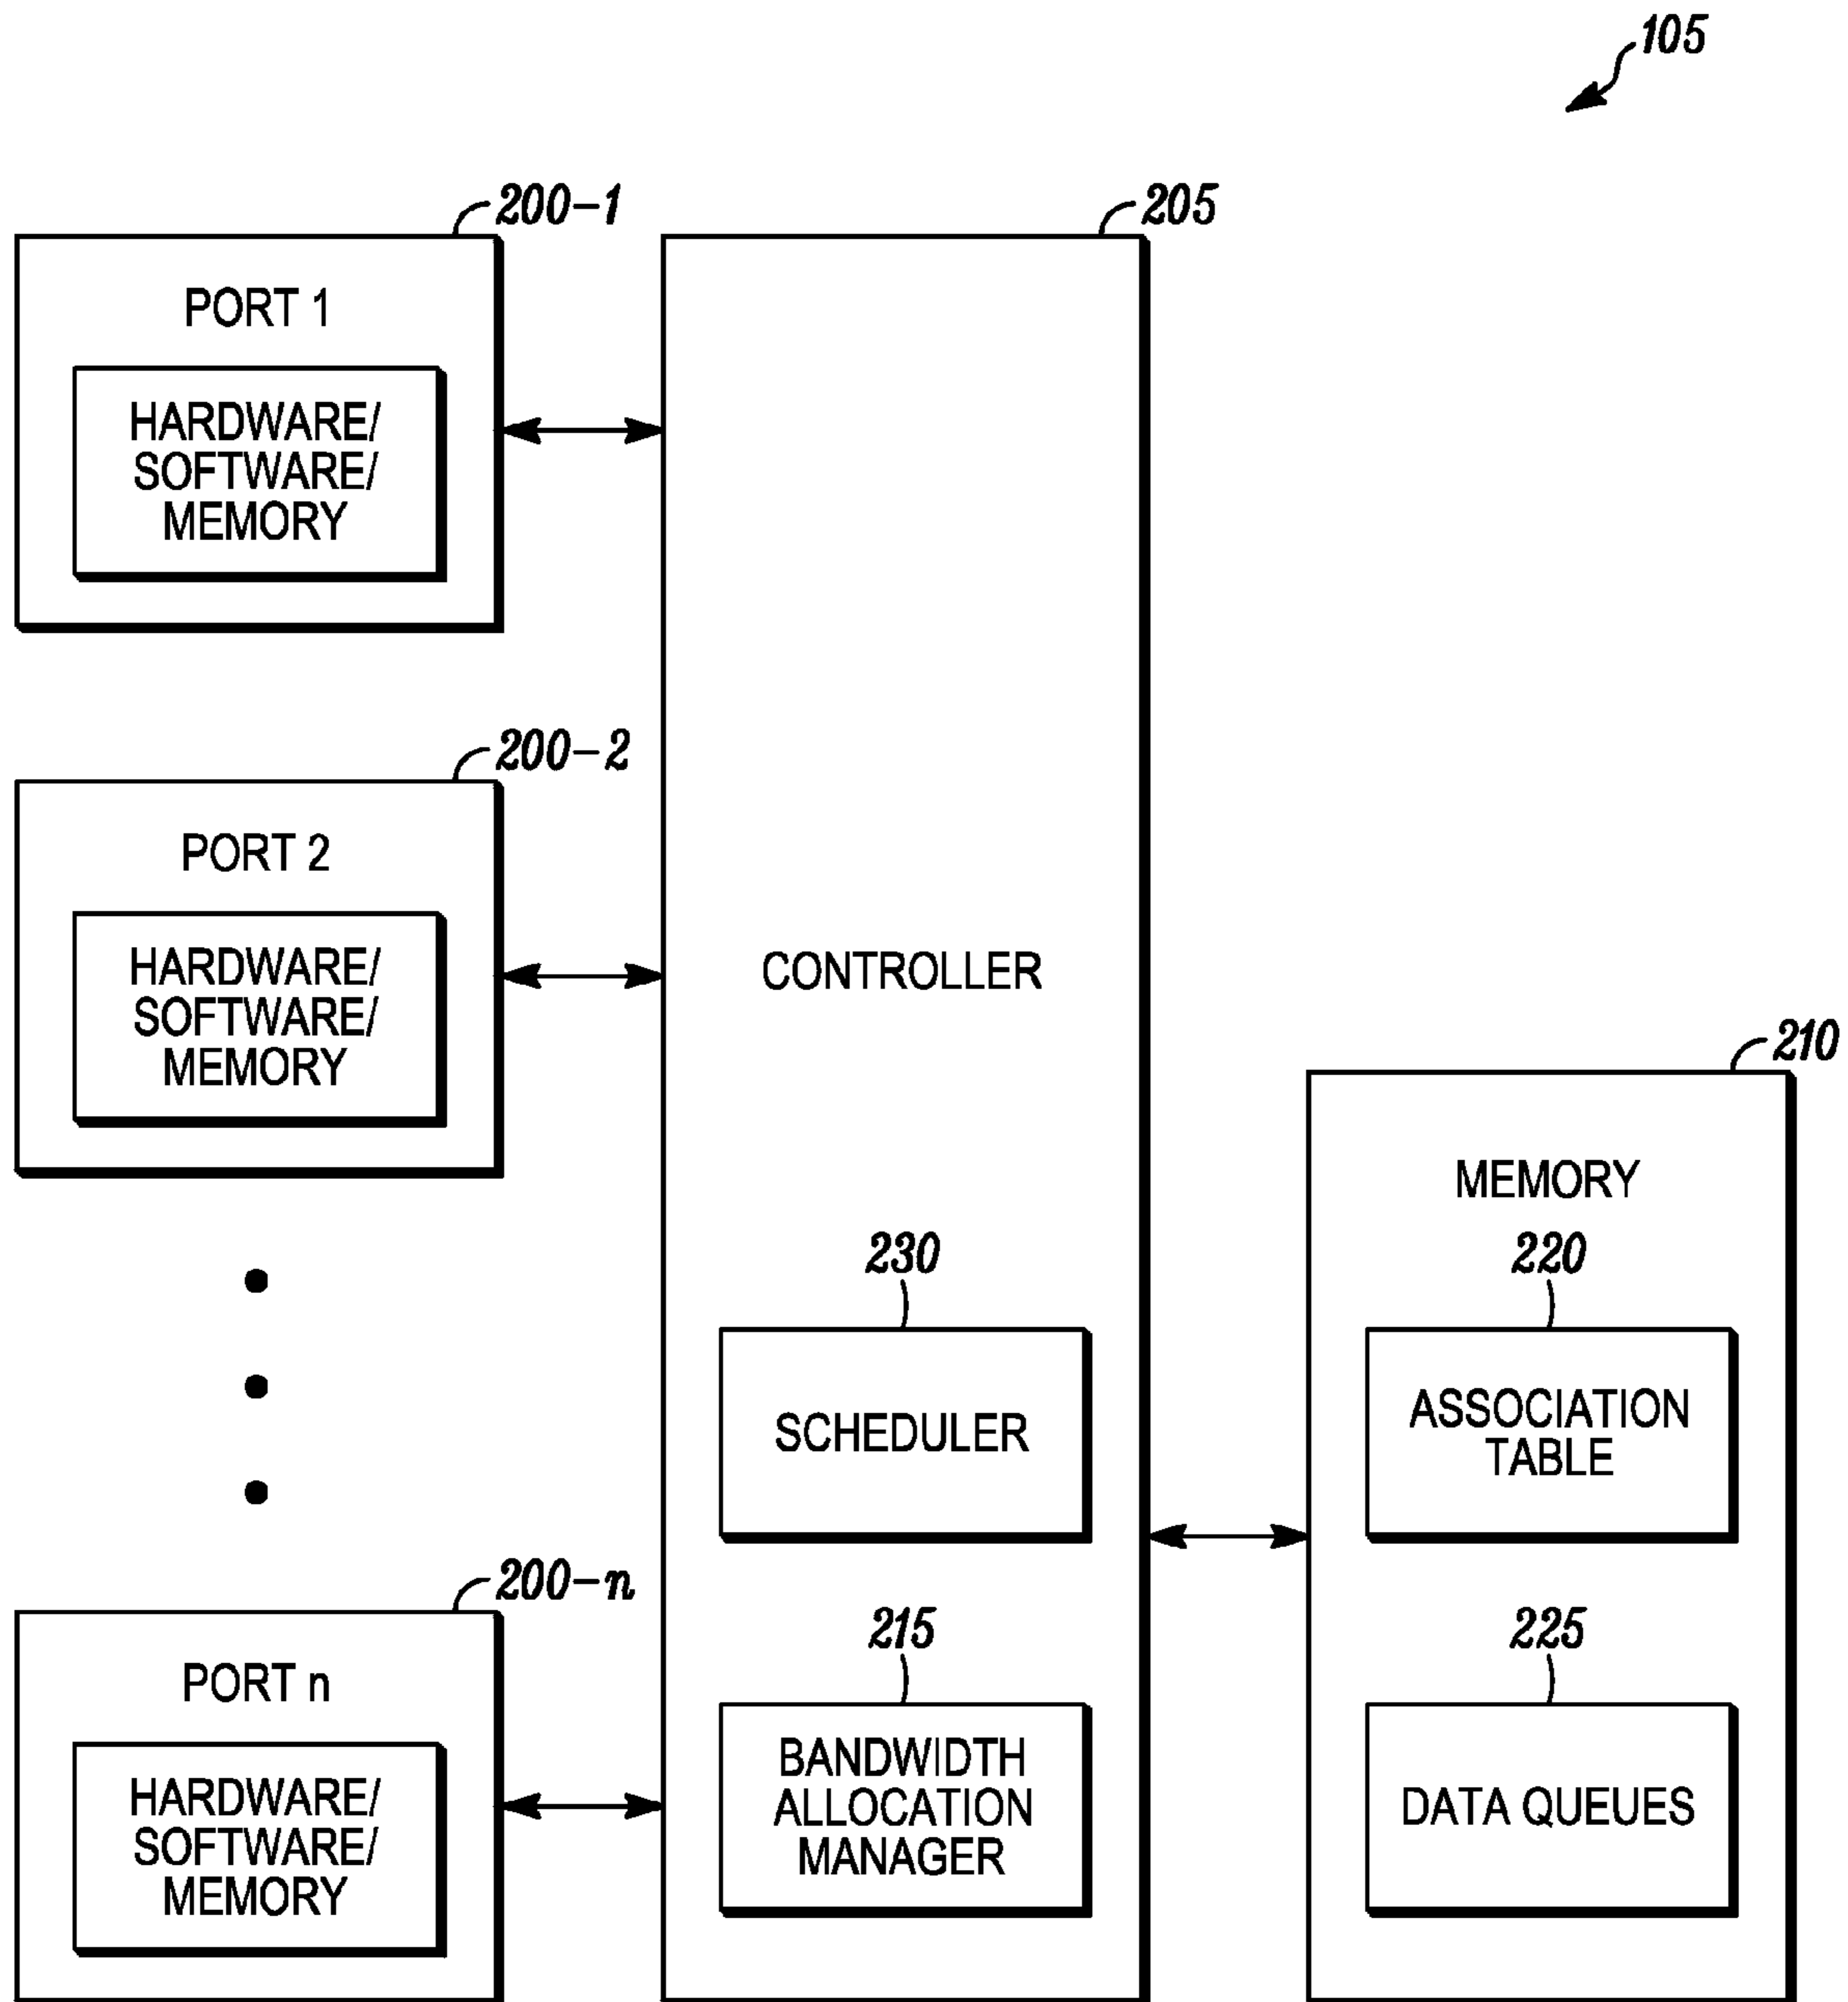 105
200-1
PORT 1
HARDWARE/
SOFTWARE/
MEMORY
200-2
PORT 2
HARDWARE/
SOFTWARE/
MEMORY
200-n
PORT n
HARDWARE/
SOFTWARE/
MEMORY
205
CONTROLLER
230
SCHEDULER
215
BANDWIDTH
ALLOCATION
MANAGER
210
MEMORY
220
ASSOCIATION
TABLE
225
DATA QUEUES